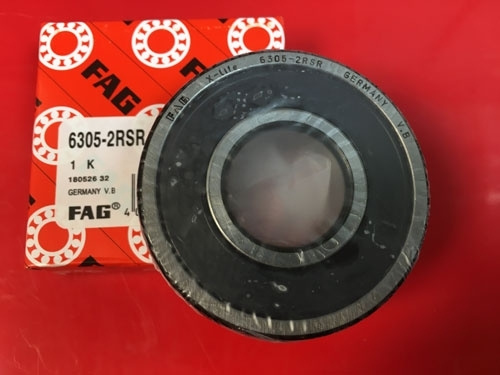 FAG
6305-2RSR
1 K
180526 32
GERMANY V.B
FAG®
FAG X-life 6305-2RSR GERMANY V.B